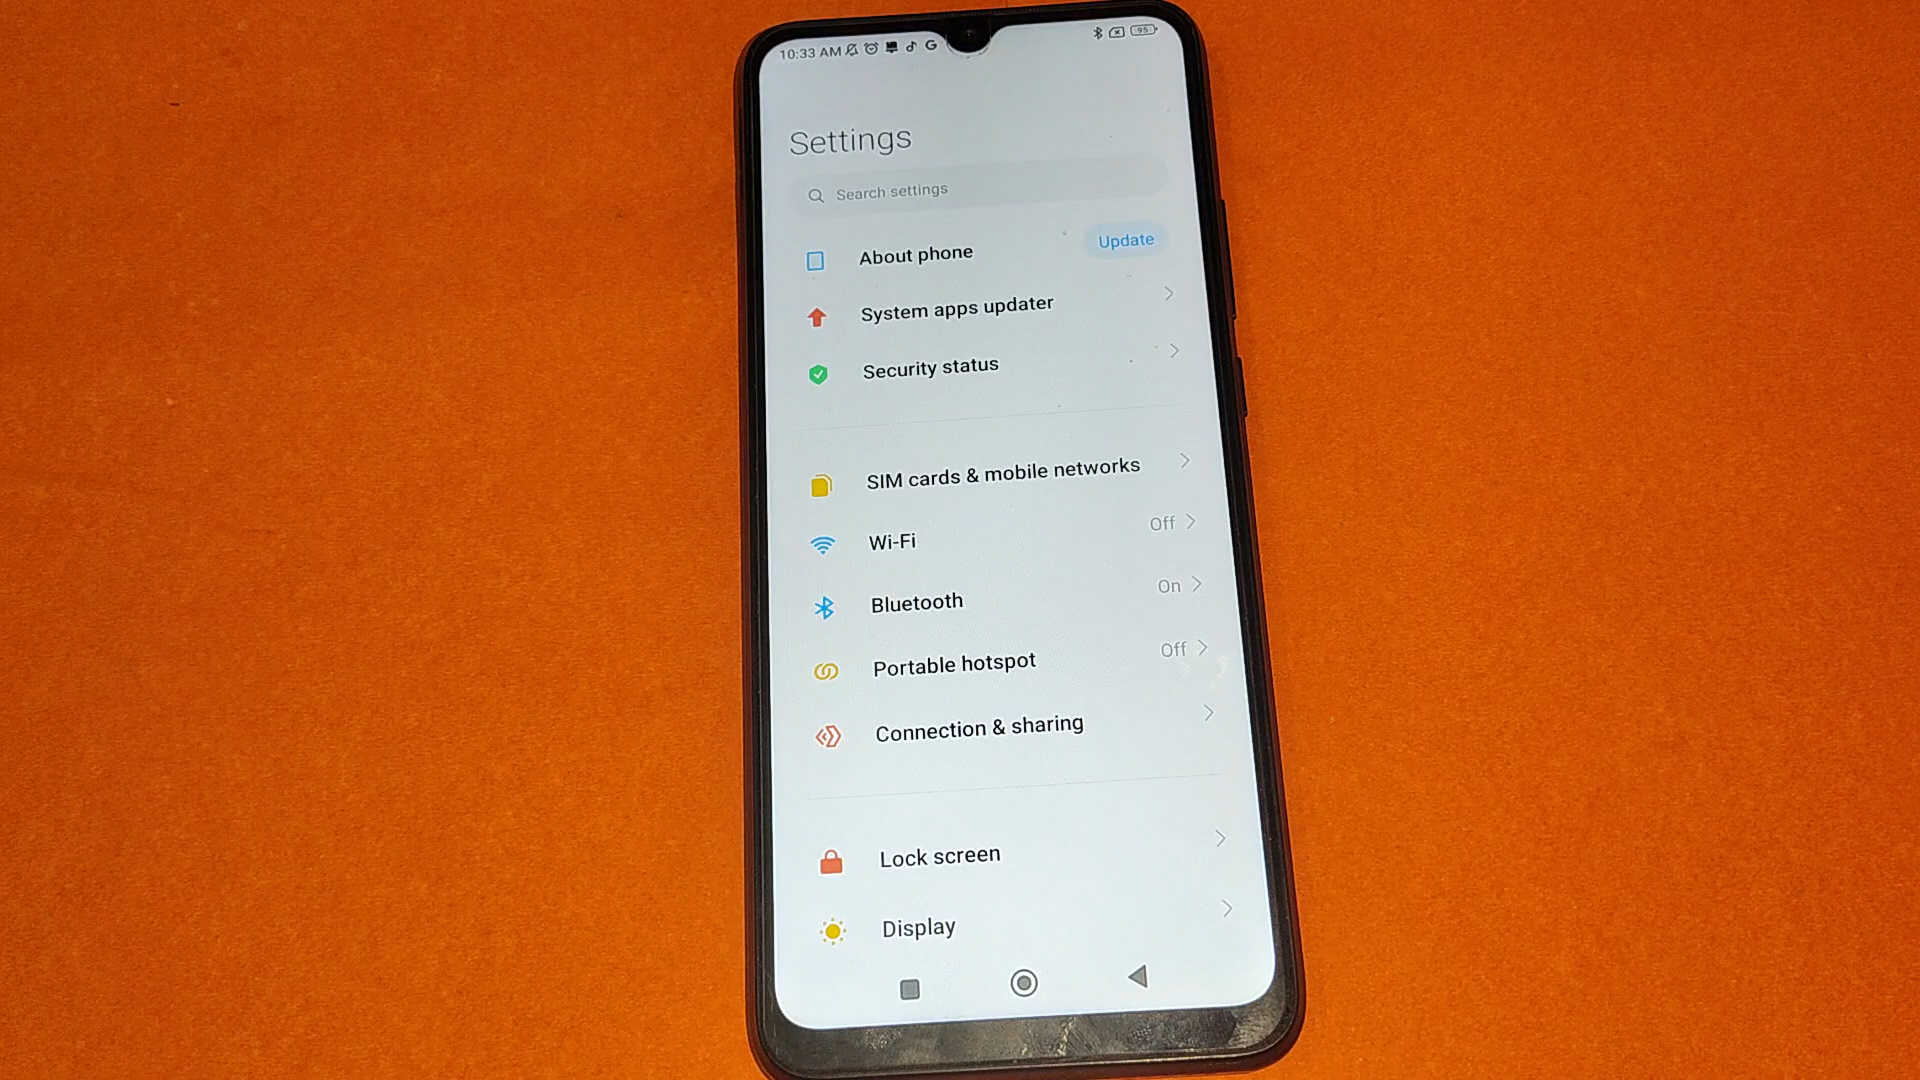 10:33 AM
95
Settings
Search settings
About phone
Update
System apps updater
Security status
SIM cards & mobile networks
Wi-Fi
Off
Bluetooth
On
Portable hotspot
Off
Connection & sharing
Lock screen
Display